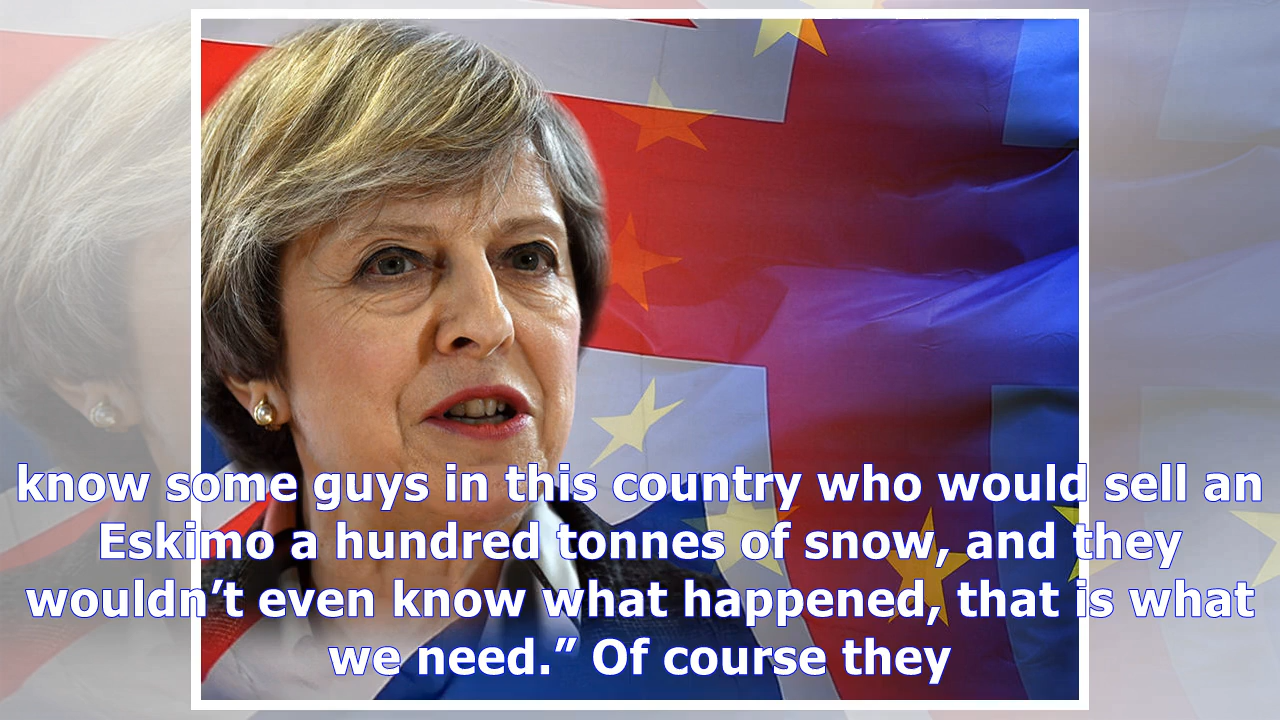 know some guys in this country who would sell an
Eskimo a hundred tonnes of snow, and they
wouldn’t even know what happened, that is what
we need.” Of course they